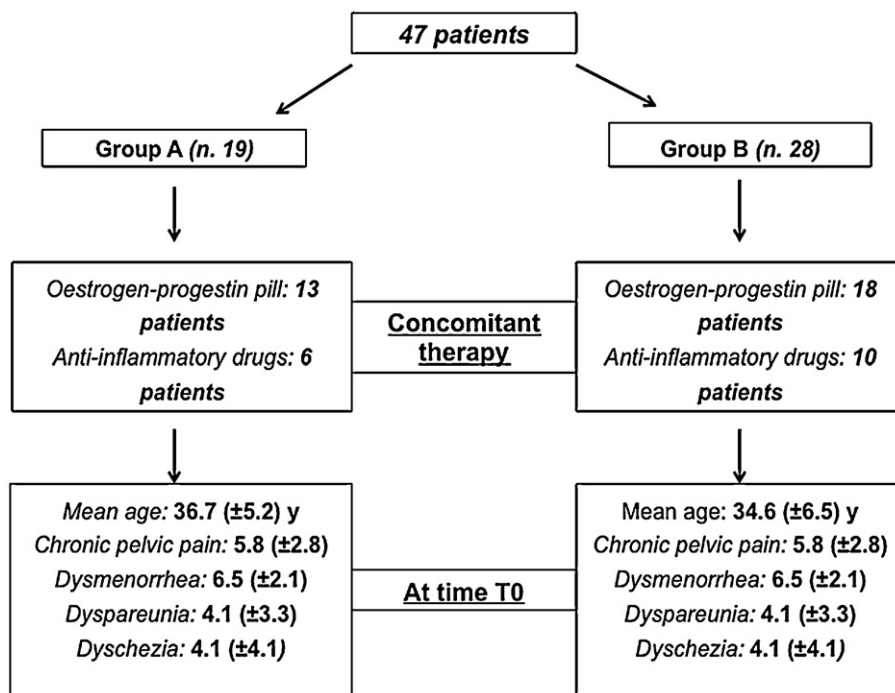 47 patients
Group A (n. 19)
Group B (n. 28)
Oestrogen-progestin pill: 13
patients
Anti-inflammatory drugs: 6
patients
Concomitant
therapy
Oestrogen-progestin pill: 18
patients
Anti-inflammatory drugs: 10
patients
Mean age: 36.7 (±5.2) y
Chronic pelvic pain: 5.8 (±2.8)
Dysmenorrhea: 6.5 (±2.1)
Dyspareunia: 4.1 (±3.3)
Dyschezia: 4.1 (±4.1)
At time T0
Mean age: 34.6 (±6.5) y
Chronic pelvic pain: 5.8 (±2.8)
Dysmenorrhea: 6.5 (±2.1)
Dyspareunia: 4.1 (±3.3)
Dyschezia: 4.1 (±4.1)